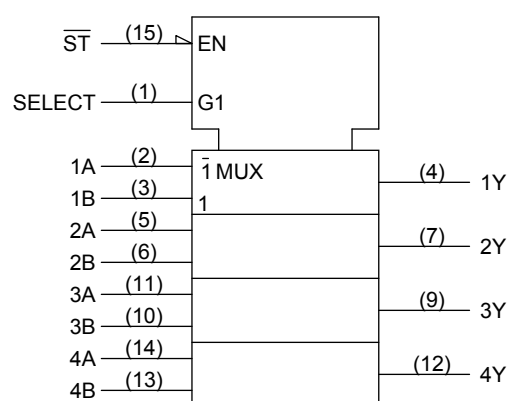 S̅T̅ (15) EN
SELECT (1) G1
1A (2) 1̅ MUX
(4) 1Y
1B (3) 1
2A (5)
(7) 2Y
2B (6)
3A (11)
(9) 3Y
3B (10)
4A (14)
(12) 4Y
4B (13)